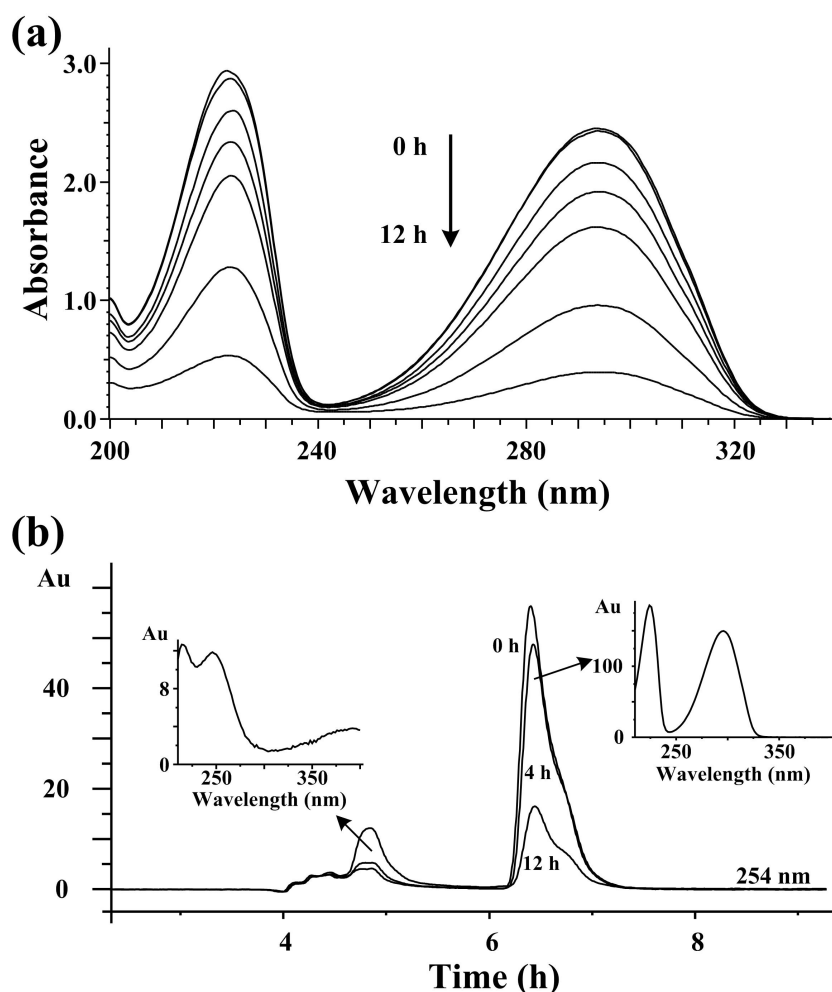 (a)
3.0
2.0
1.0
0.0
Absorbance
0 h
12 h
200
240
280
320
Wavelength (nm)
(b)
Au
40
20
0
Au
8
4
0
250
350
Wavelength (nm)
0 h
4 h
12 h
Au
100
0
250
350
Wavelength (nm)
254 nm
4
6
8
Time (h)